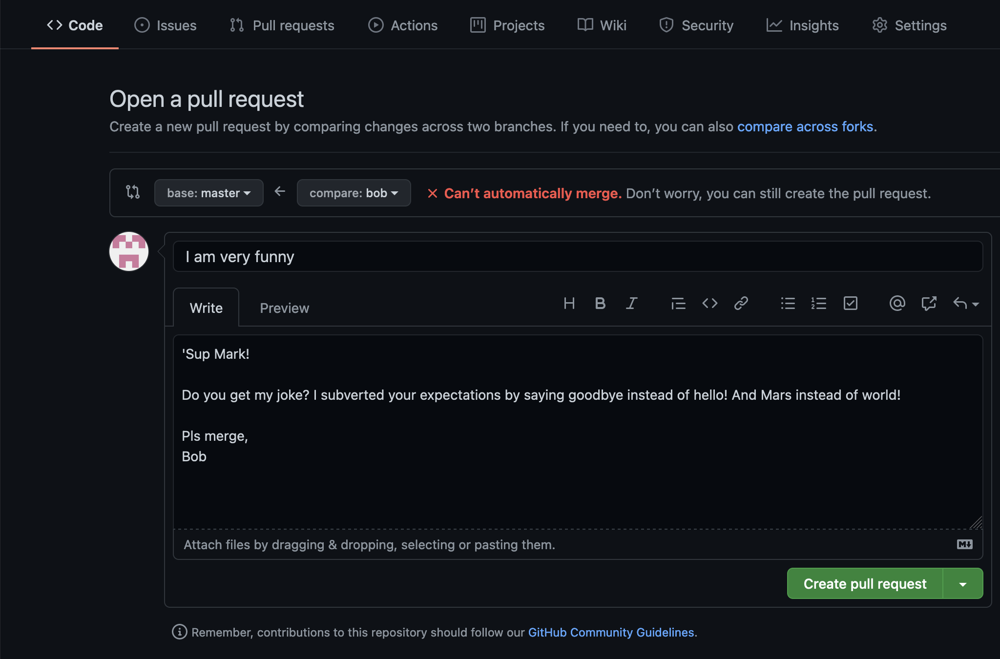 Code Issues Pull requests Actions Projects Wiki Security Insights Settings
Open a pull request
Create a new pull request by comparing changes across two branches. If you need to, you can also compare across forks.
base: master compare: bob Can’t automatically merge. Don’t worry, you can still create the pull request.
I am very funny
Write Preview
'Sup Mark!
Do you get my joke? I subverted your expectations by saying goodbye instead of hello! And Mars instead of world!
Pls merge,
Bob
Attach files by dragging & dropping, selecting or pasting them.
Create pull request
Remember, contributions to this repository should follow our GitHub Community Guidelines.